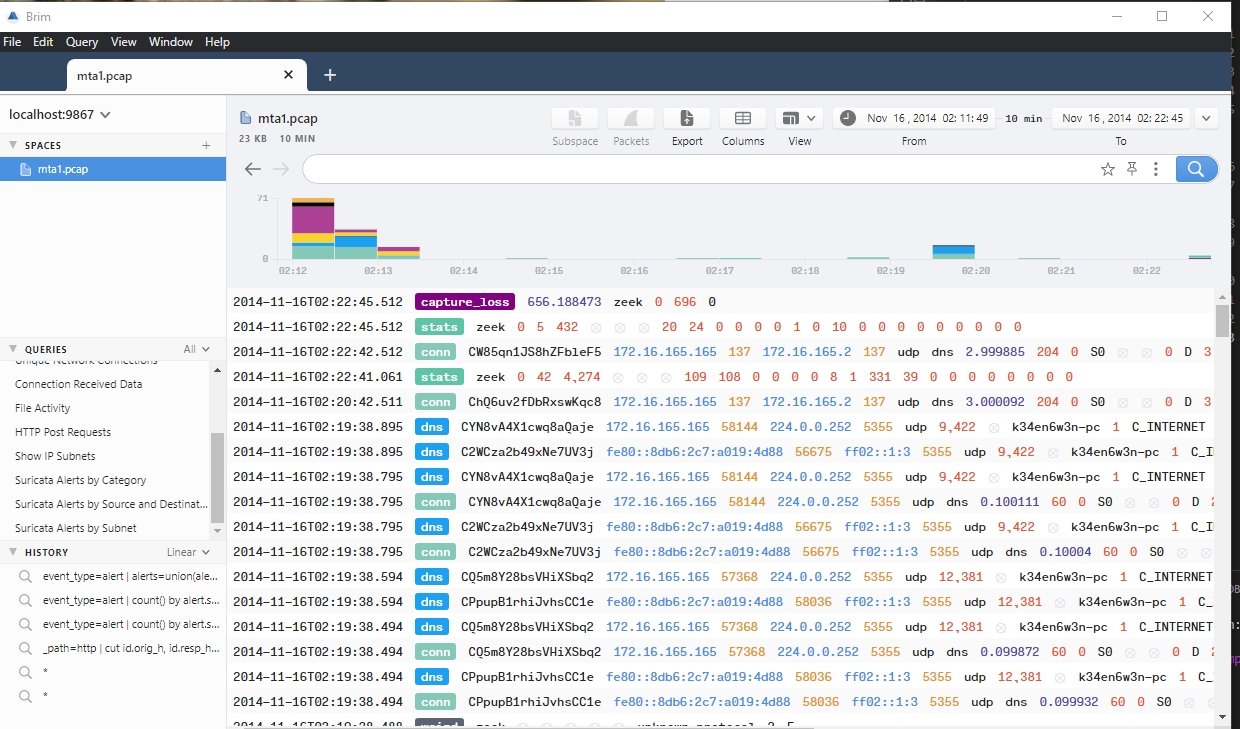 Brim
File Edit Query View Window Help
mta1.pcap
localhost:9867
SPACES
mta1.pcap
mta1.pcap
23 KB 10 MIN
Subspace Packets Export Columns View
Nov 16, 2014 02:11:49 10 min Nov 16, 2014 02:22:45
From To
71
0
02:12 02:13 02:14 02:15 02:16 02:17 02:18 02:19 02:20 02:21 02:22
2014-11-16T02:22:45.512 capture_loss 656.188473 zeek 0 696 0
2014-11-16T02:22:45.512 stats zeek 0 5 432 20 24 0 0 0 0 1 0 10 0 0 0 0 0 0 0 0 0
2014-11-16T02:22:42.512 conn CW85qn1JS8hZFbleF5 172.16.165.165 137 172.16.165.2 137 udp dns 2.999885 204 0 S0 0 D 3
2014-11-16T02:22:41.061 stats zeek 0 42 4,274 109 108 0 0 0 0 8 1 331 39 0 0 0 0 0 0 0
2014-11-16T02:20:42.511 conn ChQ6uv2fDbRxswKqc8 172.16.165.165 137 172.16.165.2 137 udp dns 3.000092 204 0 S0 0 D 3
2014-11-16T02:19:38.895 dns CYN8vA4X1cwq8aQaje 172.16.165.165 58144 224.0.0.252 5355 udp 9,422 k34en6w3n-pc 1 C_INTERNET
2014-11-16T02:19:38.895 dns C2WCza2b49xNe7UV3j fe80::8db6:2c7:a019:4d88 56675 ff02::1:3 5355 udp 9,422 k34en6w3n-pc 1 C_I
2014-11-16T02:19:38.795 dns CYN8vA4X1cwq8aQaje 172.16.165.165 58144 224.0.0.252 5355 udp 9,422 k34en6w3n-pc 1 C_INTERNET
2014-11-16T02:19:38.795 conn CYN8vA4X1cwq8aQaje 172.16.165.165 58144 224.0.0.252 5355 udp dns 0.100111 60 0 S0 0 D 2
2014-11-16T02:19:38.795 dns C2WCza2b49xNe7UV3j fe80::8db6:2c7:a019:4d88 56675 ff02::1:3 5355 udp 9,422 k34en6w3n-pc 1 C_I
2014-11-16T02:19:38.795 conn C2WCza2b49xNe7UV3j fe80::8db6:2c7:a019:4d88 56675 ff02::1:3 5355 udp dns 0.10004 60 0 S0
2014-11-16T02:19:38.594 dns CQ5m8Y28bsVHiXSbq2 172.16.165.165 57368 224.0.0.252 5355 udp 12,381 k34en6w3n-pc 1 C_INTERNET
2014-11-16T02:19:38.594 dns CPpupB1rhiJvhsCC1e fe80::8db6:2c7:a019:4d88 58036 ff02::1:3 5355 udp 12,381 k34en6w3n-pc 1 C_
2014-11-16T02:19:38.494 dns CQ5m8Y28bsVHiXSbq2 172.16.165.165 57368 224.0.0.252 5355 udp 12,381 k34en6w3n-pc 1 C_INTERNET
2014-11-16T02:19:38.494 conn CQ5m8Y28bsVHiXSbq2 172.16.165.165 57368 224.0.0.252 5355 udp dns 0.099872 60 0 S0 0 D 2
2014-11-16T02:19:38.494 dns CPpupB1rhiJvhsCC1e fe80::8db6:2c7:a019:4d88 58036 ff02::1:3 5355 udp 12,381 k34en6w3n-pc 1 C_
2014-11-16T02:19:38.494 conn CPpupB1rhiJvhsCC1e fe80::8db6:2c7:a019:4d88 58036 ff02::1:3 5355 udp dns 0.099932 60 0 S0
2014-11-16T02:19:38.488
QUERIES All
Unique Network Connections
Connection Received Data
File Activity
HTTP Post Requests
Show IP Subnets
Suricata Alerts by Category
Suricata Alerts by Source and Destinat...
Suricata Alerts by Subnet
HISTORY Linear
event_type=alert | alerts=union(ale...
event_type=alert | count() by alert.s...
event_type=alert | count() by alert.s...
_path=http | cut id.orig_h, id.resp_h...
*
*